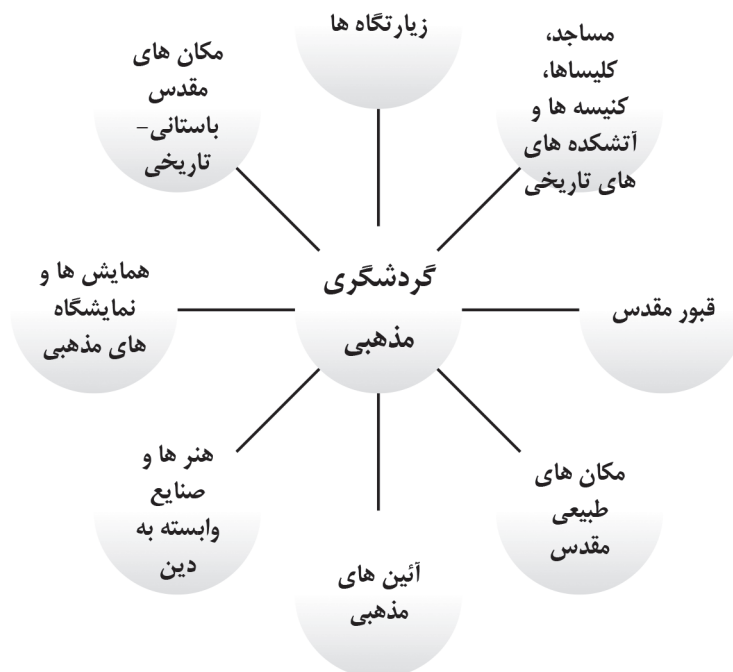 زیارتگاه ها
مساجد،
کلیساها،
کنیسه ها و
آتشکده های
های تاریخی
قبور مقدس
مکان های
طبیعی
مقدس
آئین های
مذهبی
هنر ها و
صنایع
وابسته به
دین
همایش ها و
نمایشگاه
های مذهبی
مکان های
مقدس
باستانی-
تاریخی
گردشگری
مذهبی